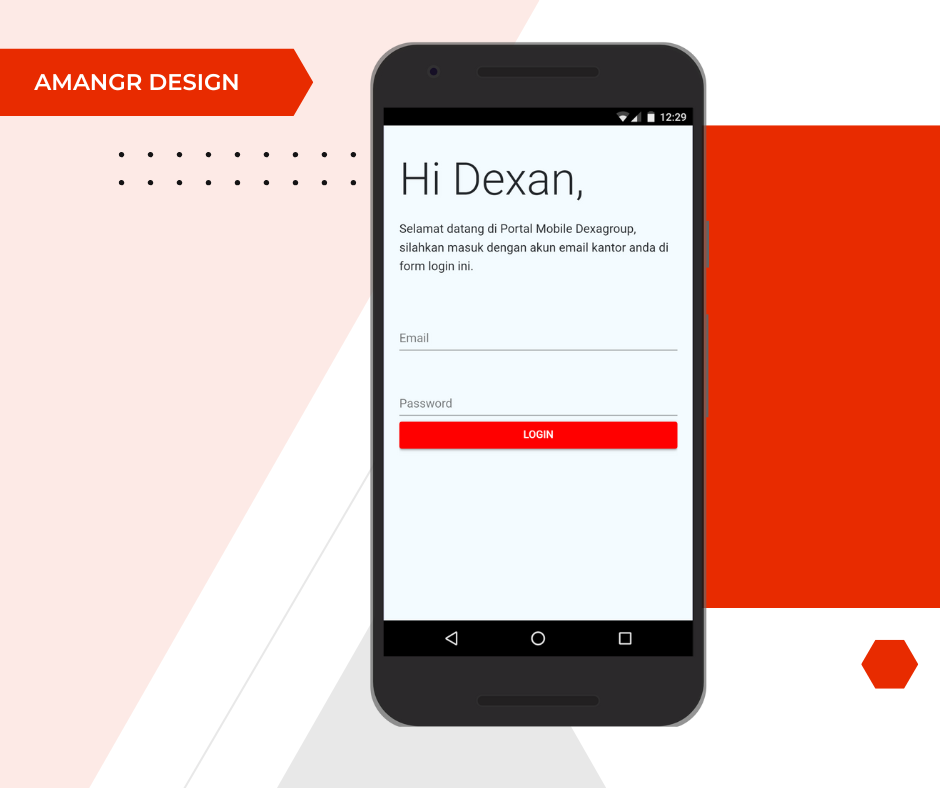 AMANGR DESIGN
12:29
Hi Dexan,
Selamat datang di Portal Mobile Dexagroup,
silahkan masuk dengan akun email kantor anda di
form login ini.
Email
Password
LOGIN